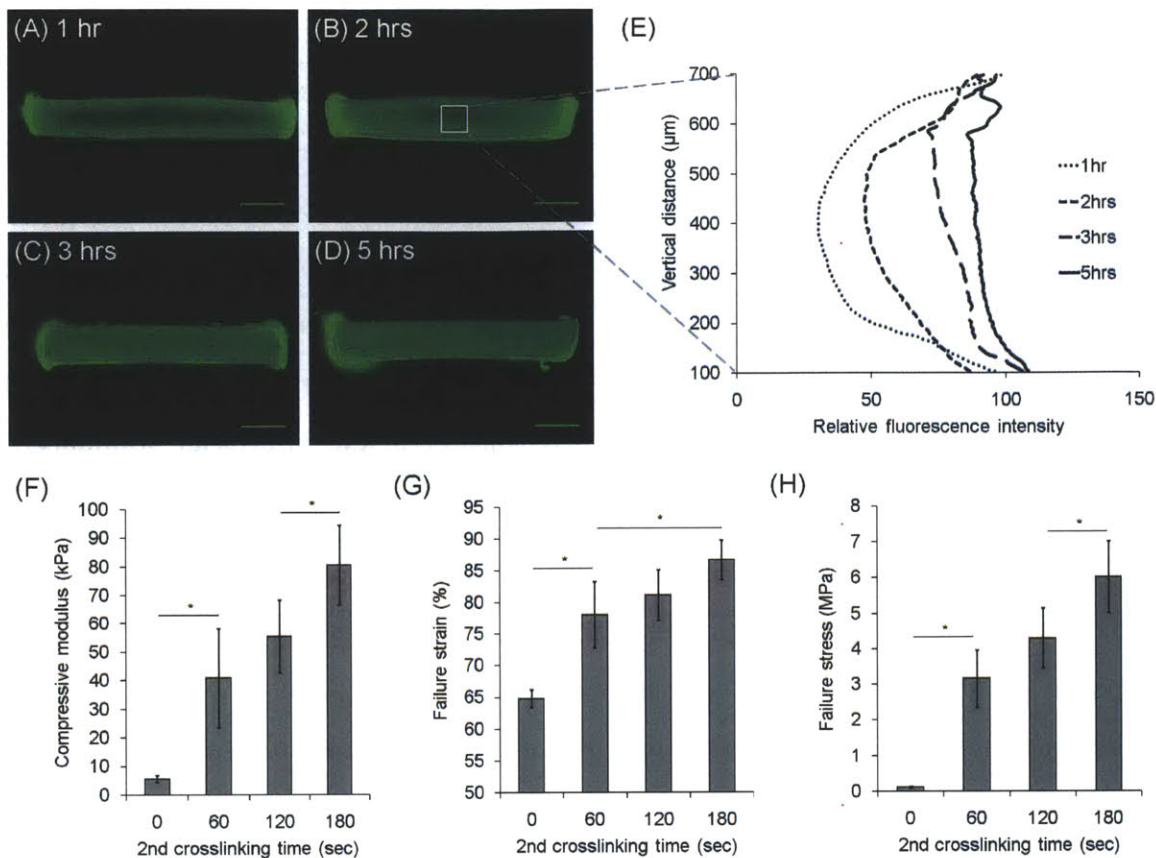 (A) 1 hr
(B) 2 hrs
(C) 3 hrs
(D) 5 hrs
(E)
Vertical distance (µm)
700
600
500
400
300
200
100
0
50
100
150
Relative fluorescence intensity
1hr
2hrs
3hrs
5hrs
(F)
Compressive modulus (kPa)
100
90
80
70
60
50
40
30
20
10
0
*
*
0
60
120
180
2nd crosslinking time (sec)
(G)
Failure strain (%)
95
90
85
80
75
70
65
60
55
50
*
*
0
60
120
180
2nd crosslinking time (sec)
(H)
Failure stress (MPa)
8
7
6
5
4
3
2
1
0
*
*
0
60
120
180
2nd crosslinking time (sec)